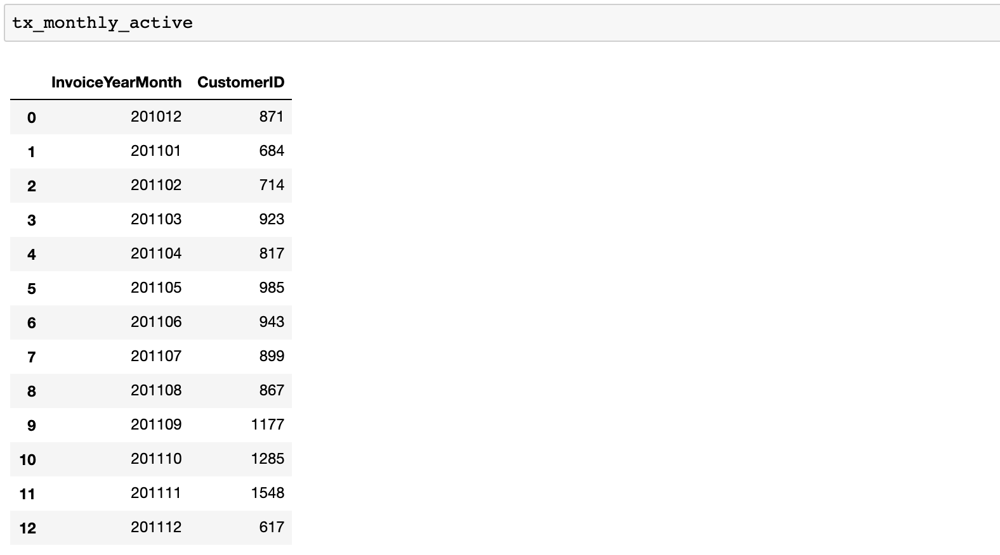 tx_monthly_active
InvoiceYearMonth CustomerID
0 201012 871
1 201101 684
2 201102 714
3 201103 923
4 201104 817
5 201105 985
6 201106 943
7 201107 899
8 201108 867
9 201109 1177
10 201110 1285
11 201111 1548
12 201112 617